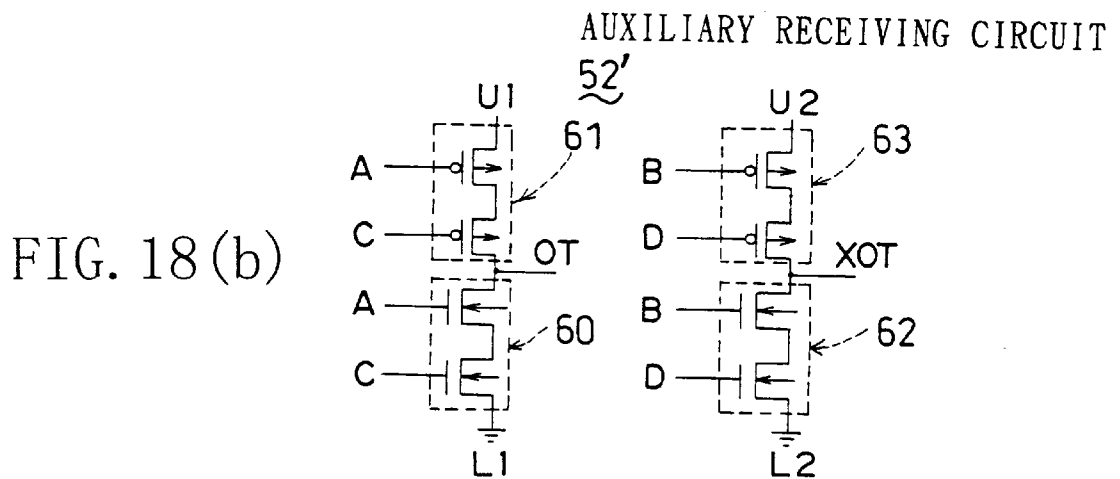 AUXILIARY RECEIVING CIRCUIT
52'
U1
U2
61
63
A
B
C
D
OT
XOT
FIG. 18(b)
A
B
60
62
C
D
L1
L2